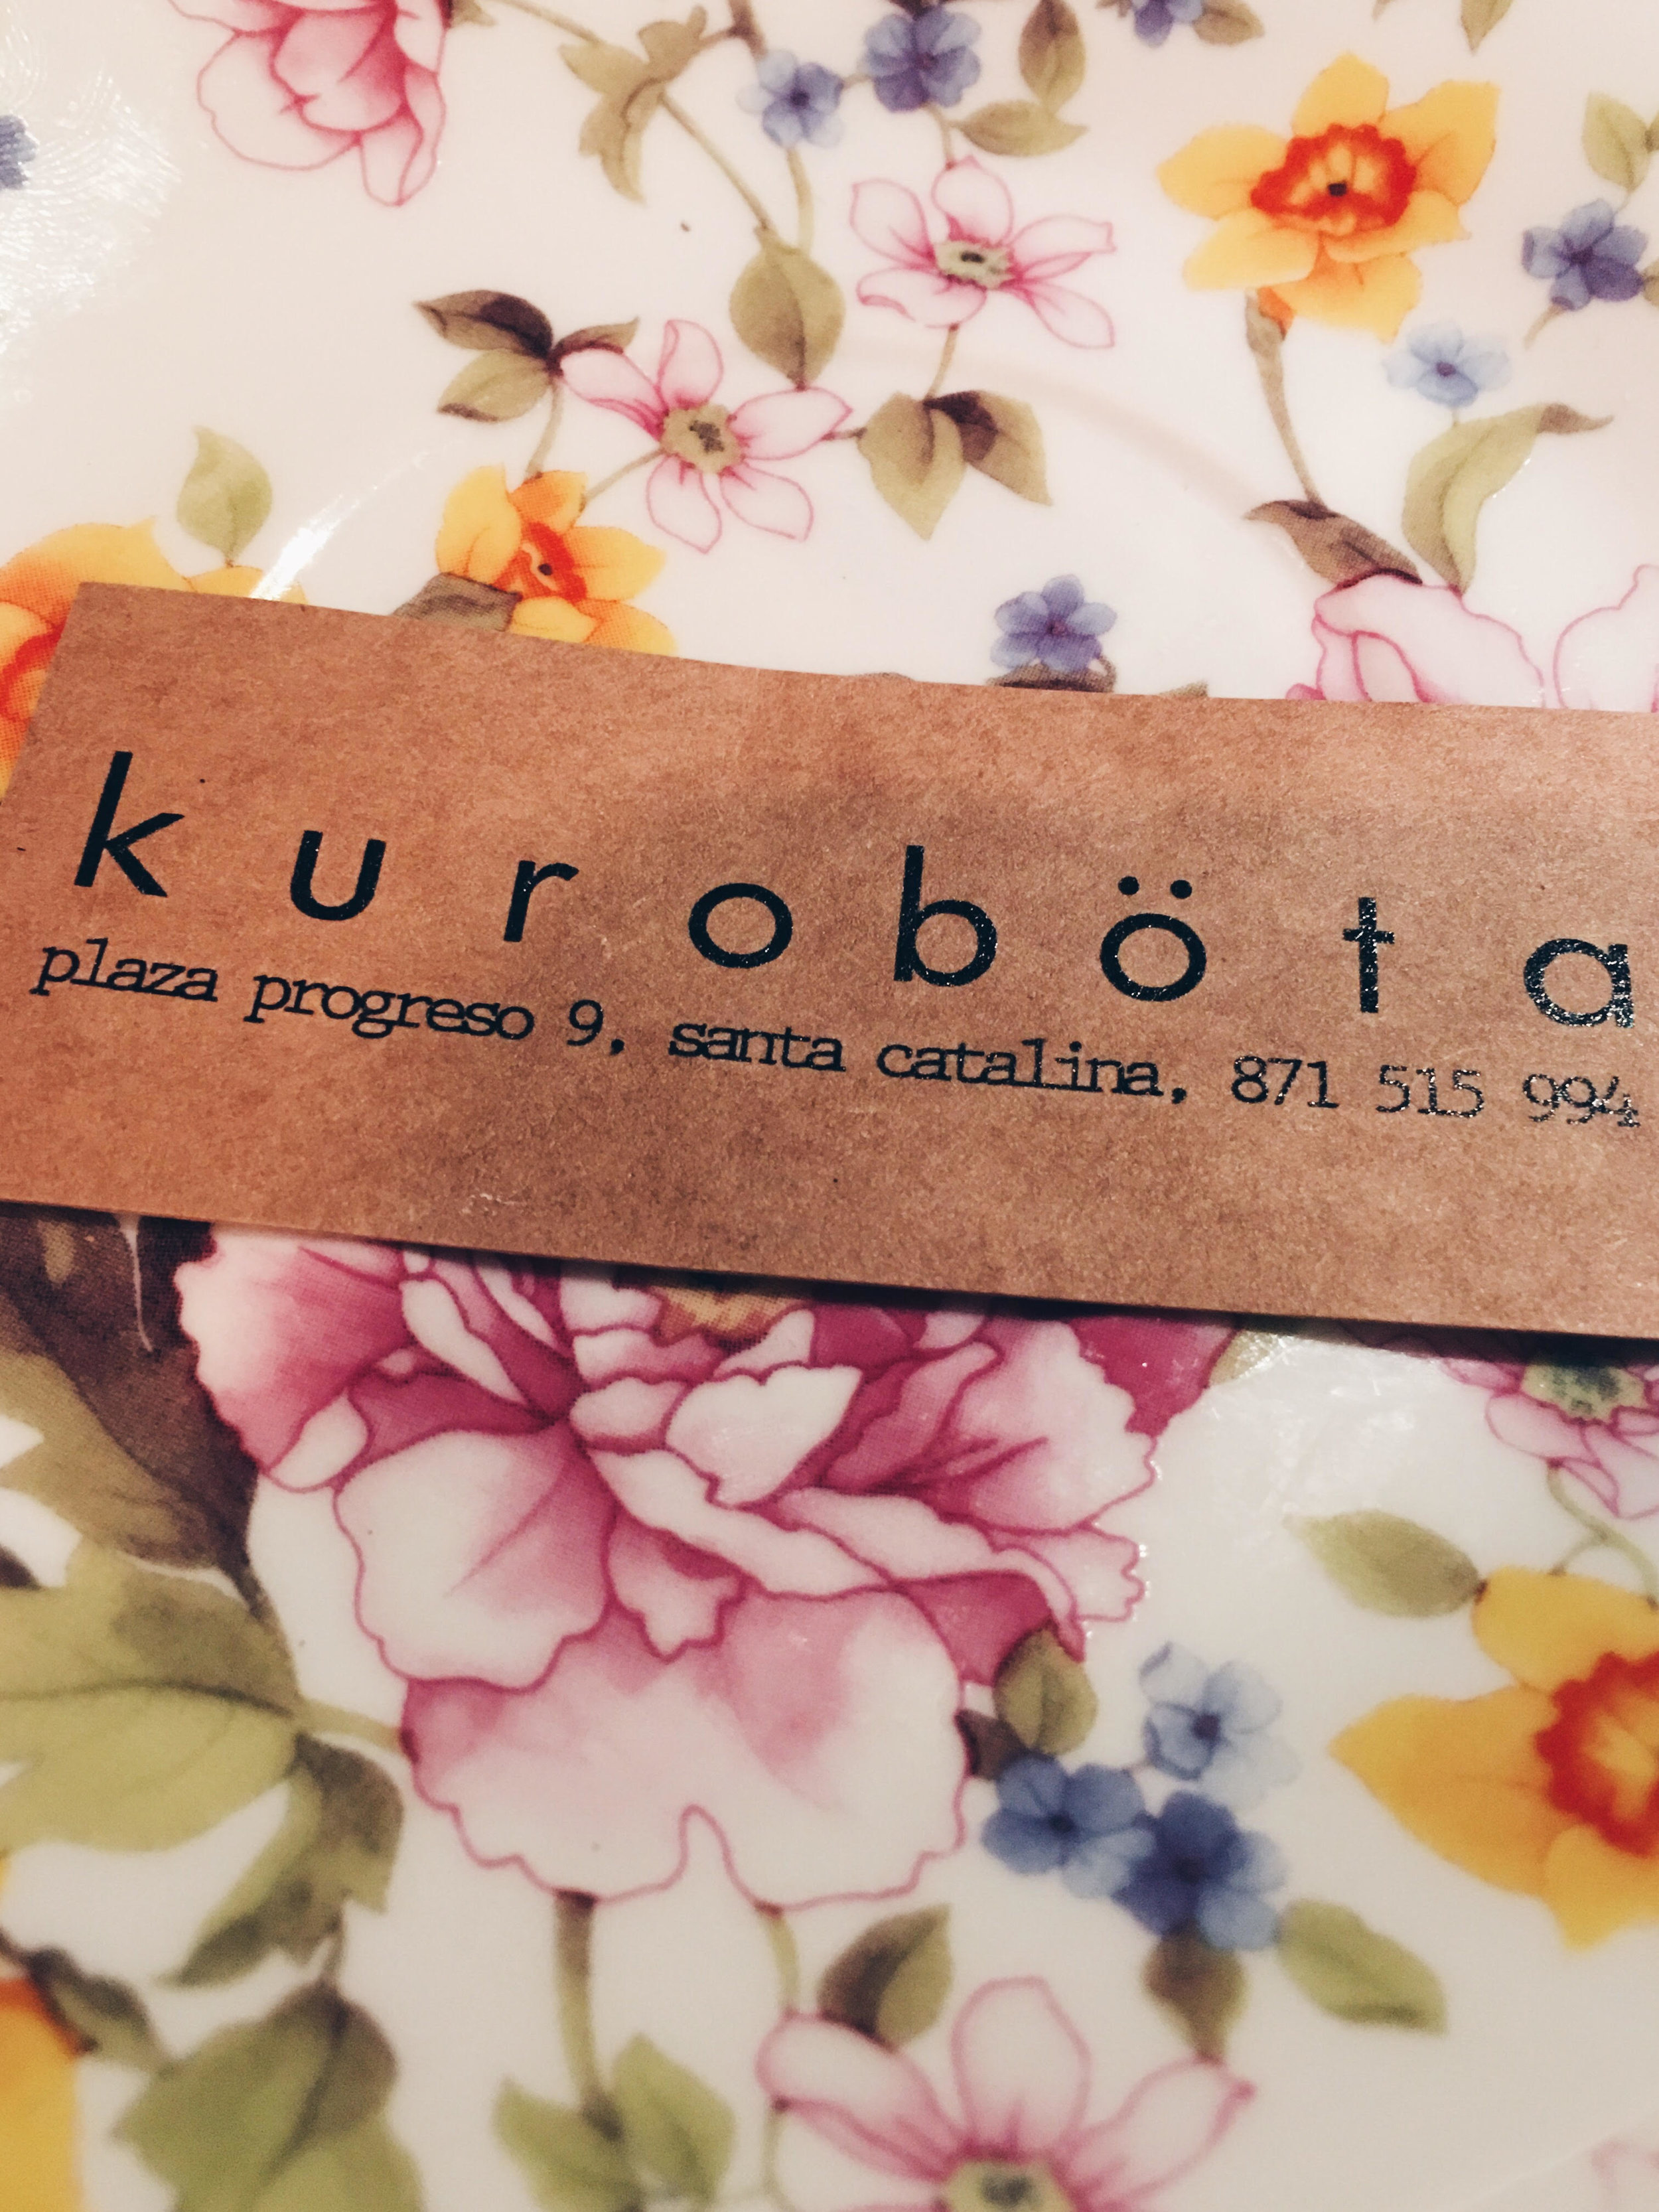 kuroböta
plaza progreso 9, santa catalina, 871 515 994